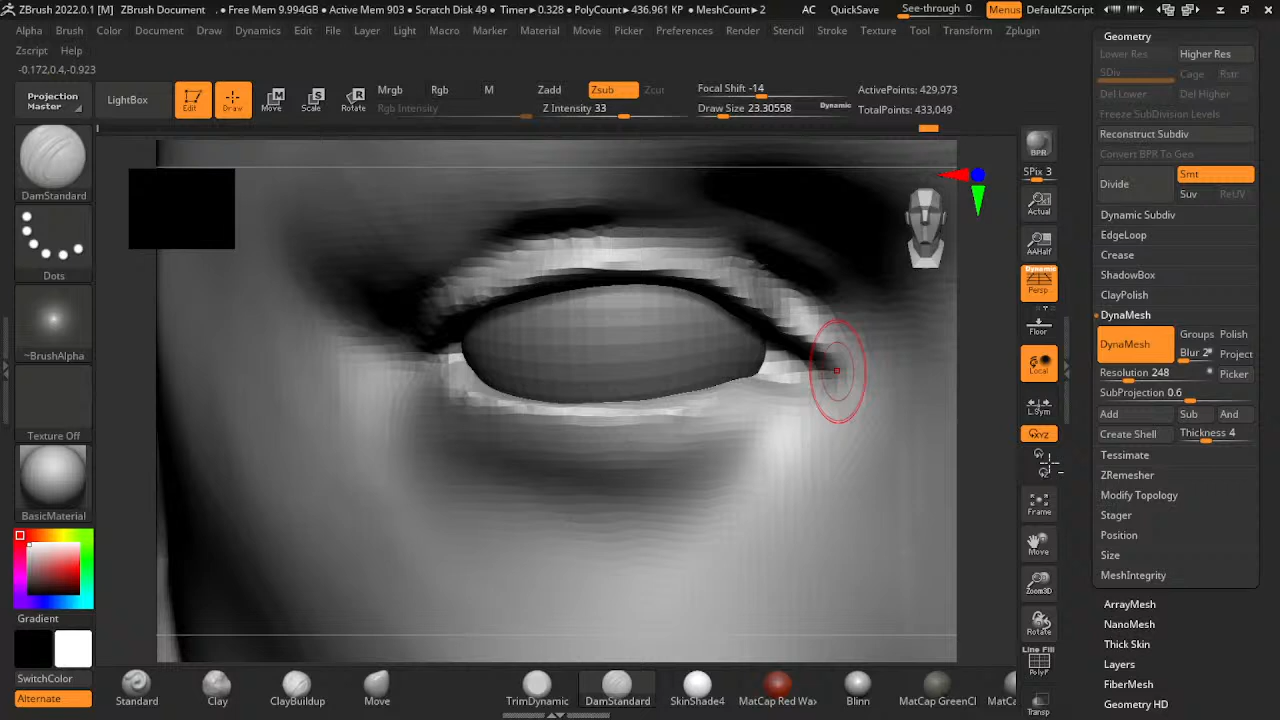 ZBrush 2022.0.1 [M] ZBrush Document . • Free Mem 9.994GB • Active Mem 903 • Scratch Disk 49 • Timer▸0.328 • PolyCount▸436.961 KP • MeshCount▸2 AC QuickSave See-through 0 Menus DefaultZScript
Alpha Brush Color Document Draw Dynamics Edit File Layer Light Macro Marker Material Movie Picker Preferences Render Stencil Stroke Texture Tool Transform Zplugin
Zscript Help
-0.172,0.4,-0.923
Projection Master
LightBox
Edit
Draw
Move
Scale
Rotate
Mrgb Rgb M
Rgb Intensity
Zadd Zsub Zcut
Z Intensity 33
Focal Shift -14
Draw Size 23.30558 Dynamic
ActivePoints: 429,973
TotalPoints: 433,049
DamStandard
Dots
~BrushAlpha
Texture Off
BasicMaterial
Gradient
SwitchColor
Alternate
Standard
Clay
ClayBuildup
Move
TrimDynamic
DamStandard
SkinShade4
MatCap Red Wax
Blinn
MatCap GreenCl
MatCa
BPR
SPix 3
Actual
AAHalf
Dynamic
Persp
Floor
Local
L.Sym
XYZ
Frame
Move
Zoom3D
Rotate
Line Fill
PolyF
Transp
Geometry
Lower Res Higher Res
SDiv Cage Rstr
Del Lower Del Higher
Freeze SubDivision Levels
Reconstruct Subdiv
Convert BPR To Geo
Divide Smt
Suv ReUV
Dynamic Subdiv
EdgeLoop
Crease
ShadowBox
ClayPolish
DynaMesh
DynaMesh Groups Polish
Blur 2 Project
Resolution 248 Picker
SubProjection 0.6
Add Sub And
Create Shell Thickness 4
Tessimate
ZRemesher
Modify Topology
Stager
Position
Size
MeshIntegrity
ArrayMesh
NanoMesh
Thick Skin
Layers
FiberMesh
Geometry HD